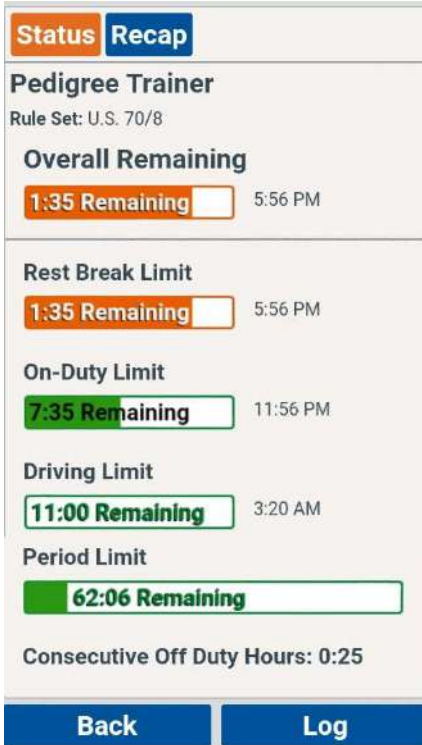 Status Recap
Pedigree Trainer
Rule Set: U.S. 70/8
Overall Remaining
1:35 Remaining 5:56 PM
Rest Break Limit
1:35 Remaining 5:56 PM
On-Duty Limit
7:35 Remaining 11:56 PM
Driving Limit
11:00 Remaining 3:20 AM
Period Limit
62:06 Remaining
Consecutive Off Duty Hours: 0:25
Back Log